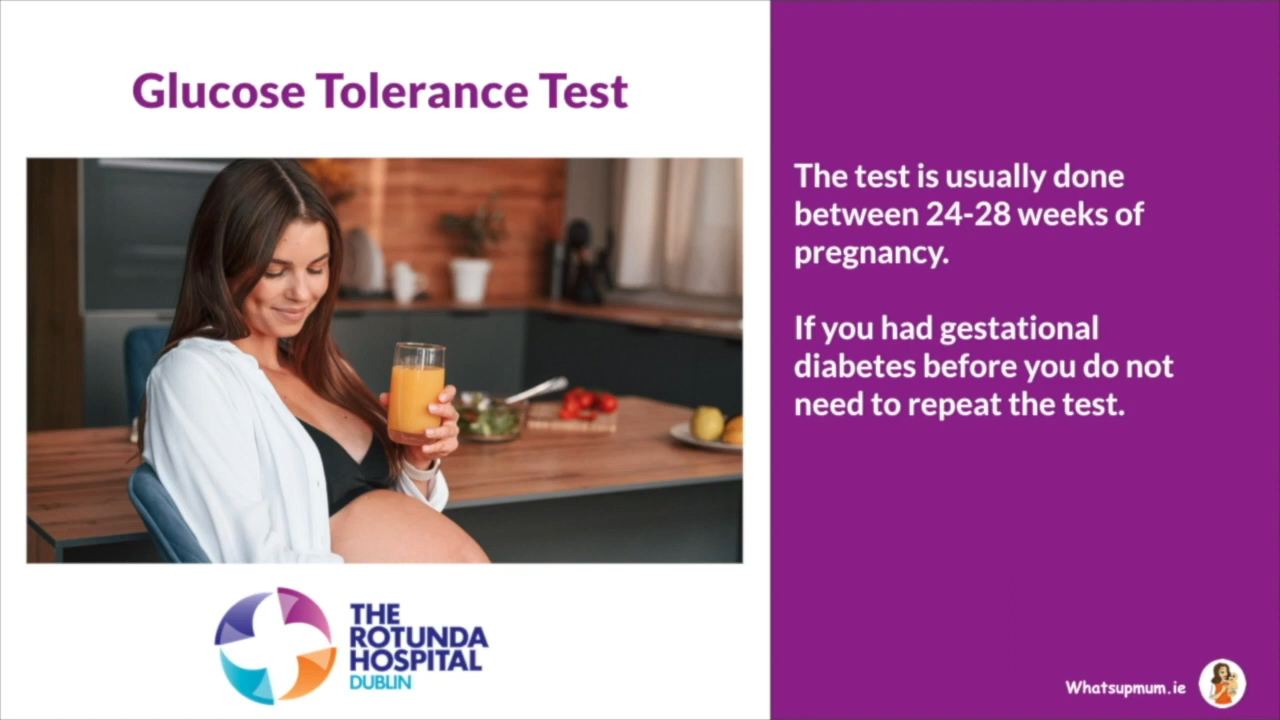 Glucose Tolerance Test
The test is usually done
between 24-28 weeks of
pregnancy.
If you had gestational
diabetes before you do not
need to repeat the test.
THE
ROTUNDA
HOSPITAL
DUBLIN
Whatsupmum.ie